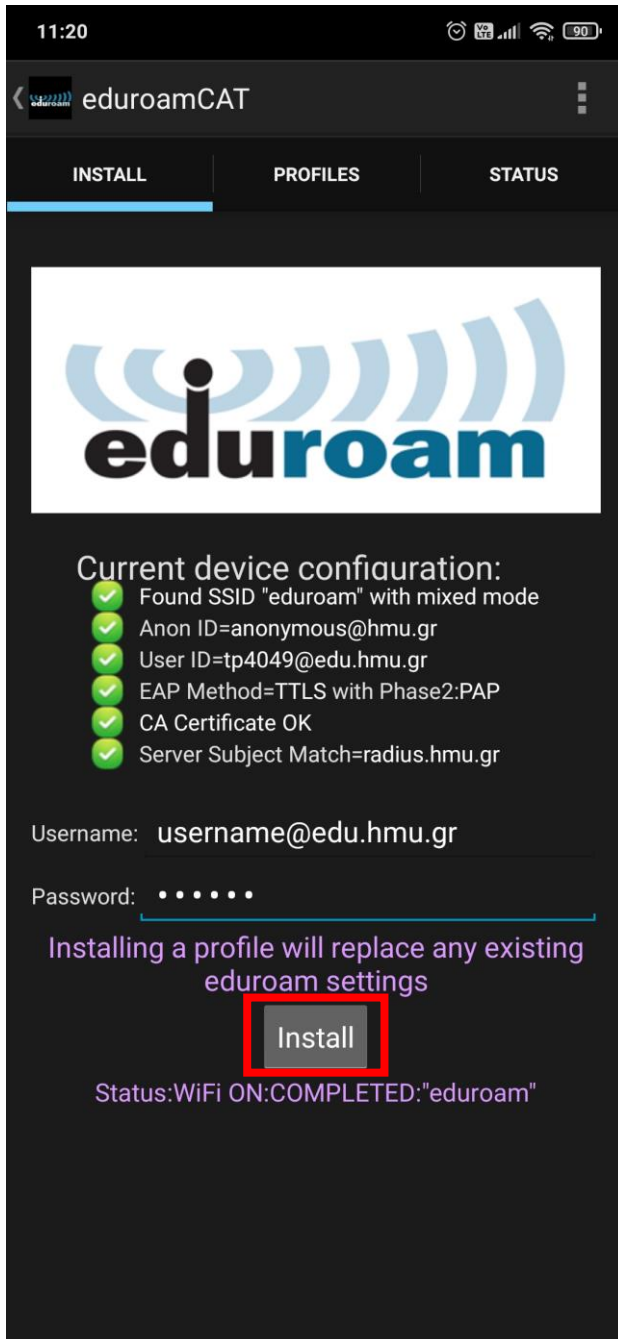 11:20
Vo LTE
90
eduroam eduroamCAT
INSTALL PROFILES STATUS
eduroam
Current device configuration:
Found SSID "eduroam" with mixed mode
Anon ID=anonymous@hmu.gr
User ID=tp4049@edu.hmu.gr
EAP Method=TTLS with Phase2:PAP
CA Certificate OK
Server Subject Match=radius.hmu.gr
Username: username@edu.hmu.gr
Password: ••••••
Installing a profile will replace any existing
eduroam settings
Install
Status:WiFi ON:COMPLETED:"eduroam"